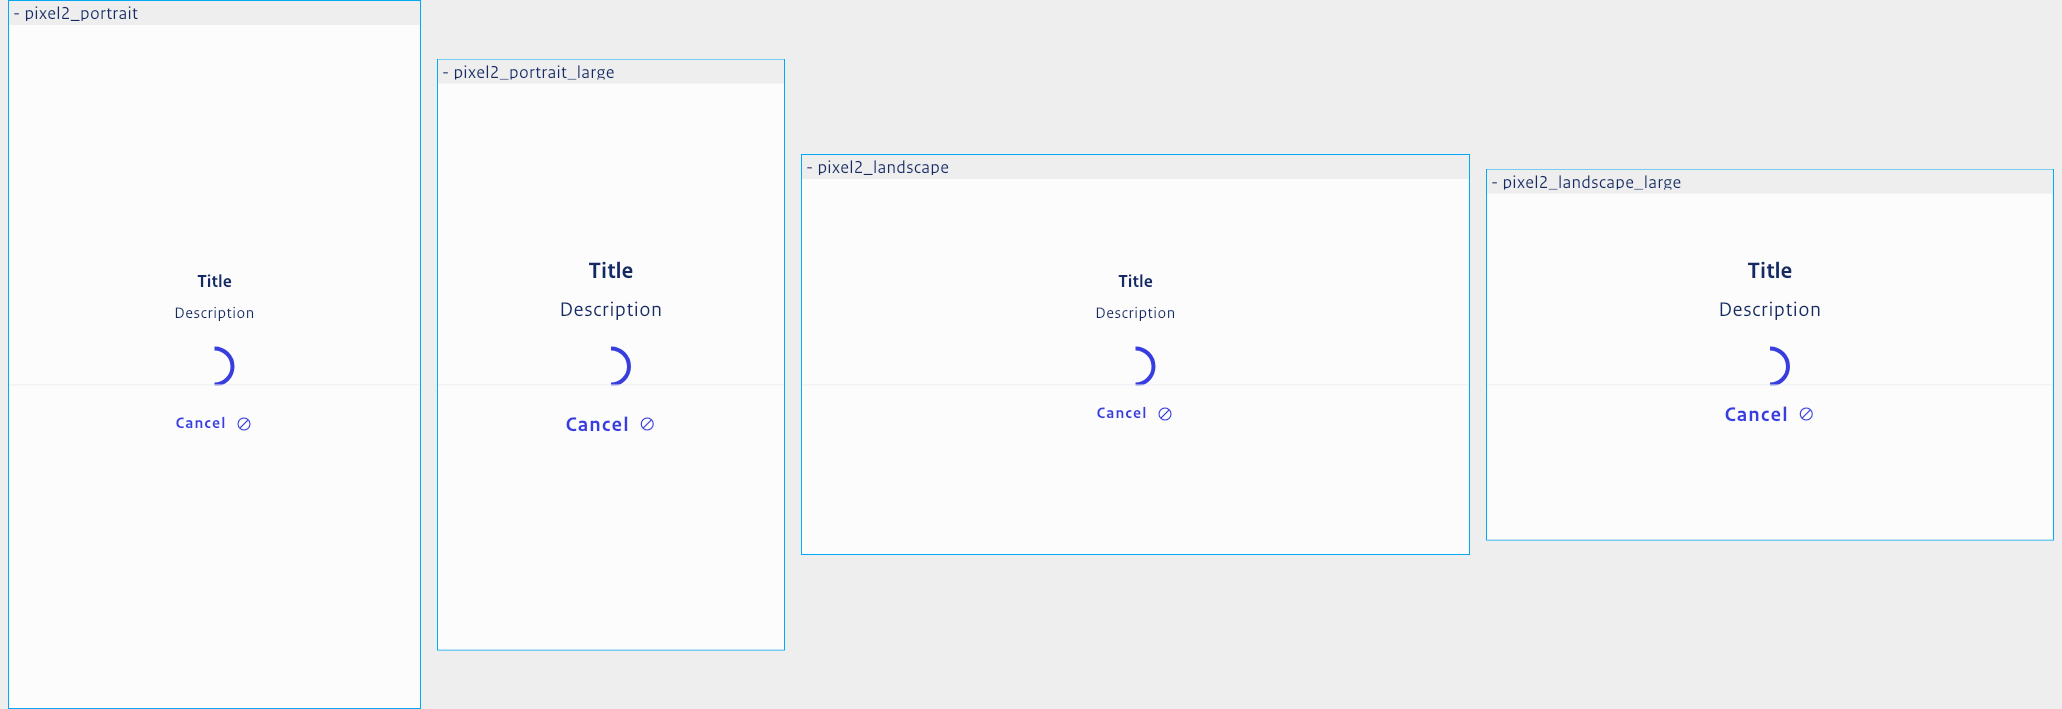 - pixel2_portrait
Title
Description
Cancel
- pixel2_portrait_large
Title
Description
Cancel
- pixel2_landscape
Title
Description
Cancel
- pixel2_landscape_large
Title
Description
Cancel